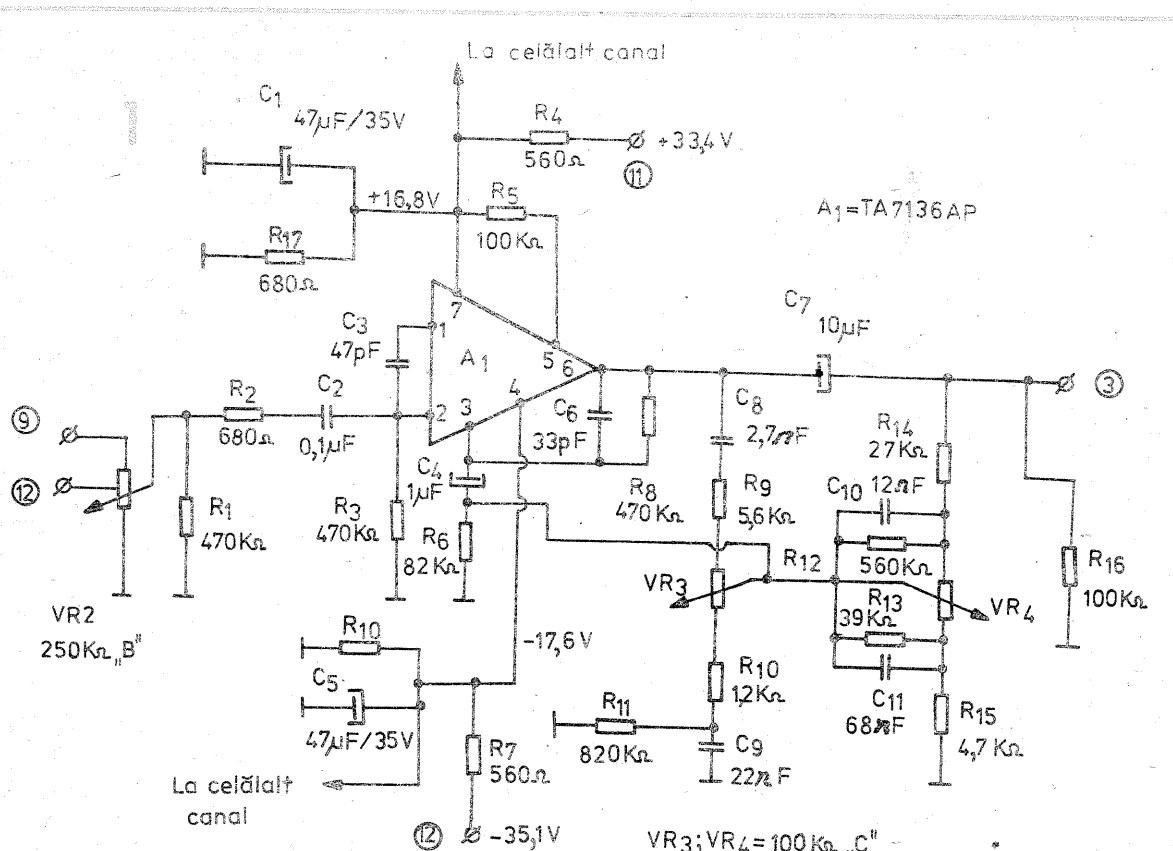 La celălalt canal
C1
47µF/35V
R4
560Ω
+33,4V
11
+16,8V
R5
100KΩ
A1=TA7136AP
R17
680Ω
C7
10µF
7
1
C3
47pF
A1
5
6
4
R2
C2
2
3
9
680Ω
0,1µF
C6
33pF
C8
2,7nF
3
R14
27KΩ
12
C4
1µF
R8
470KΩ
R9
5,6KΩ
C10
12nF
R1
470KΩ
R3
470KΩ
R6
82KΩ
R12
560KΩ
R16
100KΩ
VR3
VR4
R13
39KΩ
VR2
250KΩ „B"
R10
-17,6V
C5
47µF/35V
R10
1,2KΩ
C11
68nF
R11
820KΩ
R15
4,7KΩ
R7
560Ω
C9
22nF
La celălalt
canal
12
-35,1V
VR3; VR4=100KΩ „C"